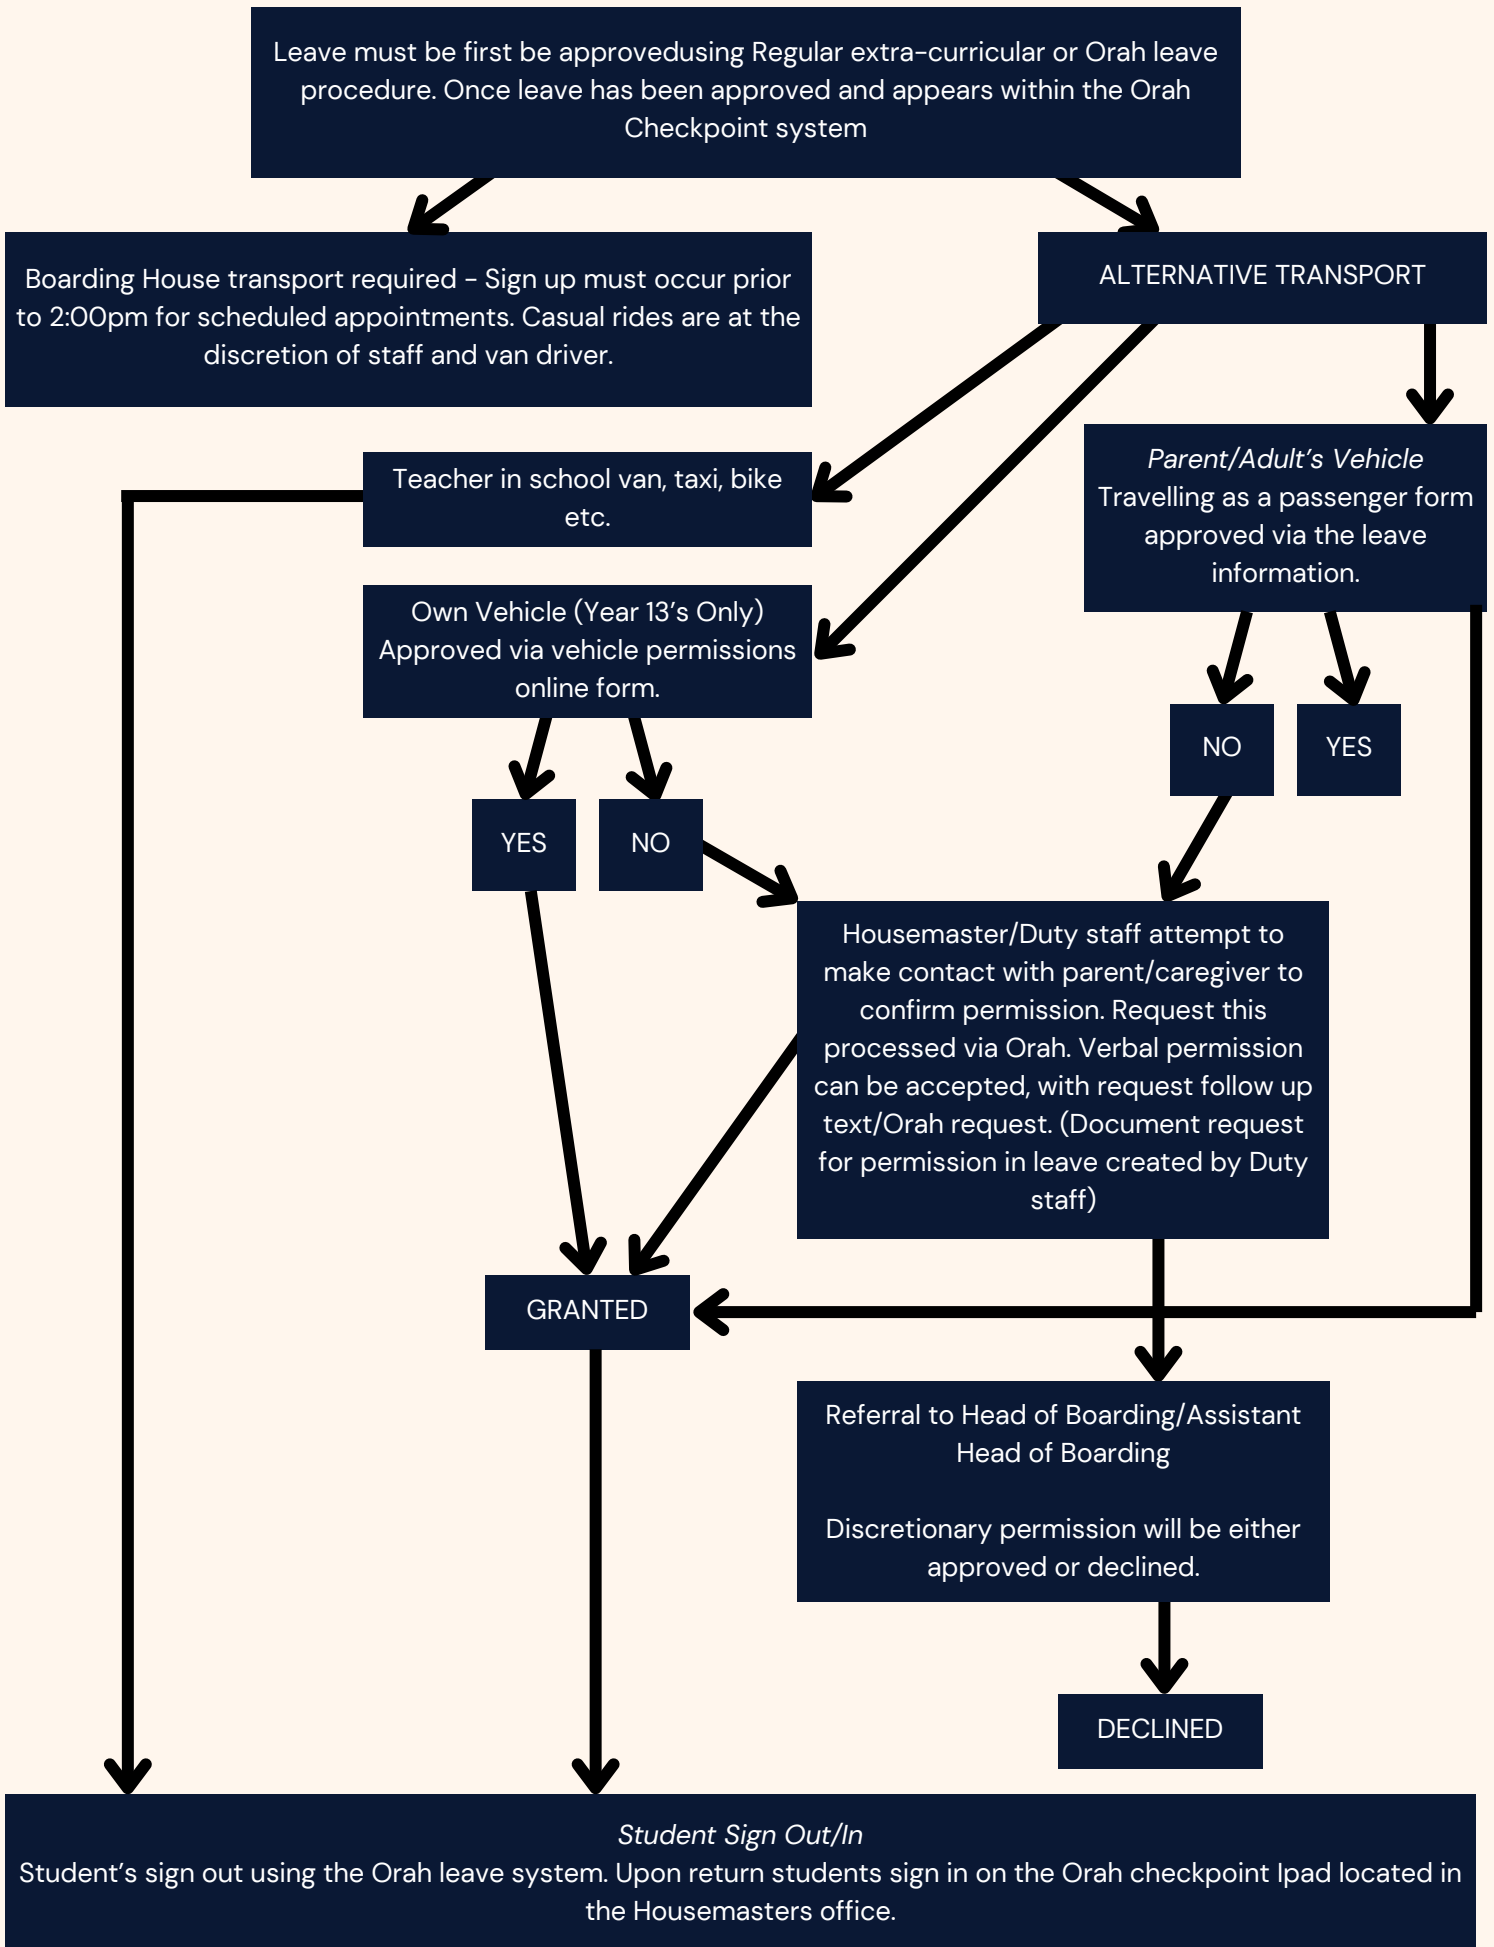 Leave must be first be approvedusing Regular extra-curricular or Orah leave
procedure. Once leave has been approved and appears within the Orah
Checkpoint system
Boarding House transport required - Sign up must occur prior
to 2:00pm for scheduled appointments. Casual rides are at the
discretion of staff and van driver.
ALTERNATIVE TRANSPORT
Teacher in school van, taxi, bike
etc.
Parent/Adult's Vehicle
Travelling as a passenger form
approved via the leave
information.
Own Vehicle (Year 13's Only)
Approved via vehicle permissions
online form.
NO
YES
YES
NO
Housemaster/Duty staff attempt to
make contact with parent/caregiver to
confirm permission. Request this
processed via Orah. Verbal permission
can be accepted, with request follow up
text/Orah request. (Document request
for permission in leave created by Duty
staff)
GRANTED
Referral to Head of Boarding/Assistant
Head of Boarding
Discretionary permission will be either
approved or declined.
DECLINED
Student Sign Out/In
Student's sign out using the Orah leave system. Upon return students sign in on the Orah checkpoint Ipad located in
the Housemasters office.